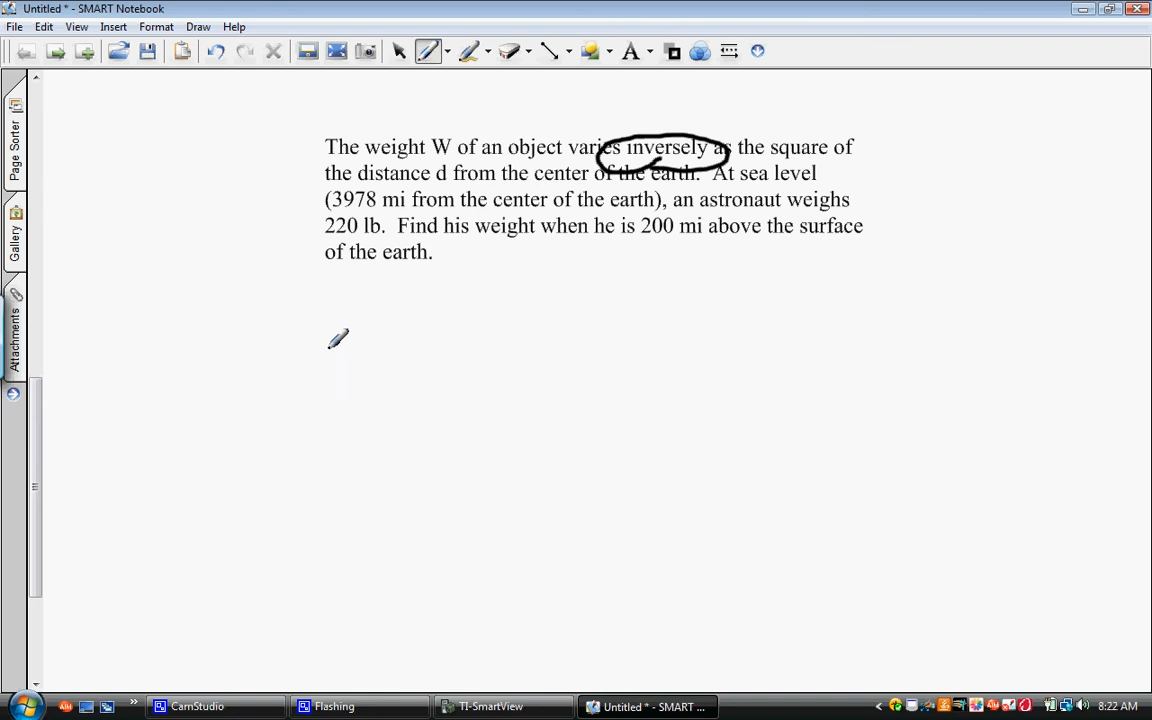 Untitled * - SMART Notebook
File Edit View Insert Format Draw Help
A
Page Sorter
Gallery
Attachments
The weight W of an object varies inversely as the square of
the distance d from the center of the earth. At sea level
(3978 mi from the center of the earth), an astronaut weighs
220 lb. Find his weight when he is 200 mi above the surface
of the earth.
CamStudio
Flashing
TI-SmartView
Untitled * - SMART ...
8:22 AM